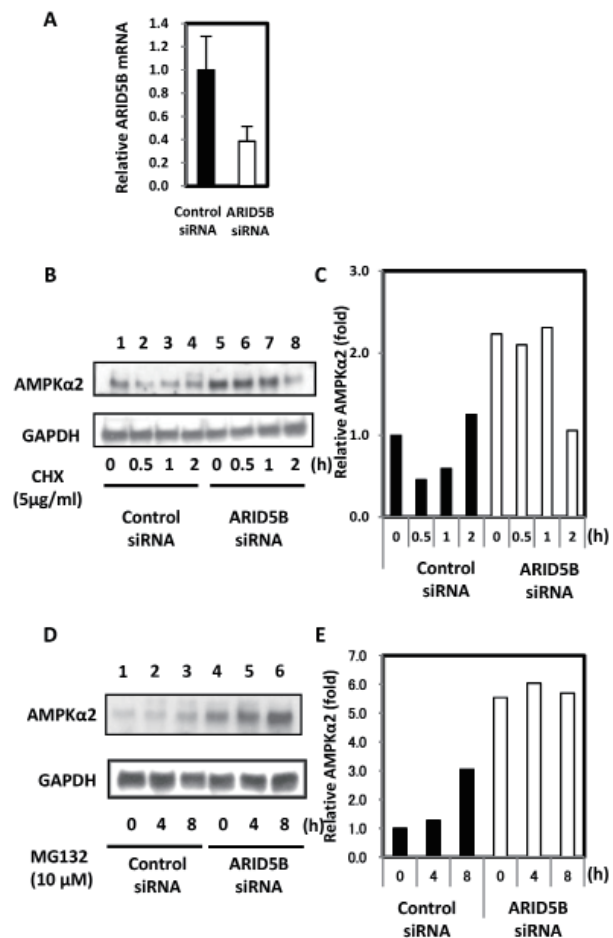 A
Relative ARID5B mRNA
1.4
1.2
1.0
0.8
0.6
0.4
0.2
0.0
Control ARID5B
siRNA siRNA
B
1 2 3 4 5 6 7 8
AMPKα2
GAPDH
CHX 0 0.5 1 2 0 0.5 1 2 (h)
(5μg/ml)
Control ARID5B
siRNA siRNA
C
Relative AMPKα2 (fold)
3.0
2.0
1.0
0.0
0 0.5 1 2 0 0.5 1 2 (h)
Control ARID5B
siRNA siRNA
D
1 2 3 4 5 6
AMPKα2
GAPDH
0 4 8 0 4 8 (h)
MG132
(10 μM)
Control ARID5B
siRNA siRNA
E
Relative AMPKα2 (fold)
7.0
6.0
5.0
4.0
3.0
2.0
1.0
0.0
0 4 8 0 4 8 (h)
Control ARID5B
siRNA siRNA